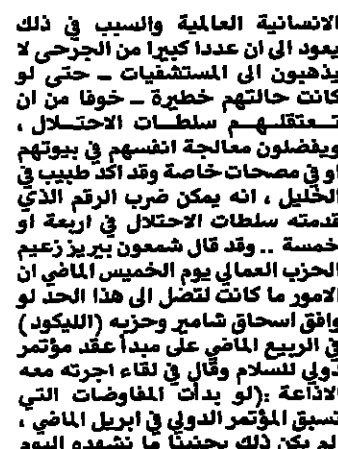 الانسانية العالمية والسبب في ذلك
يعود الى ان عددا كبيرا من الجرحى لا
يذهبون الى المستشفيات ــ حتى لو
كانت حالتهم خطيرة ــ خوفا من ان
تعتقلهم سلطات الاحتلال ،
ويفضلون معالجة انفسهم في بيوتهم
او في مصحات خاصة وقد اكد طبيب في
الخليل ، انه يمكن ضرب الرقم الذي
قدمته سلطات الاحتلال في اربعة او
خمسة .. وقد قال شمعون بيريز زعيم
الحزب العمالي يوم الخميس الماضي ان
الامور ما كانت لتصل الى هذا الحد لو
وافق اسحاق شامير وحزبه (الليكود)
في الربيع الماضي على مبدأ عقد مؤتمر
دولي للسلام وقال في لقاء اجرته معه
الاذاعة :(لو بدأت المفاوضات التي
تسبق المؤتمر الدولي في ابريل الماضي ،
لم يكن ذلك يجنبنا ما نشهده اليوم